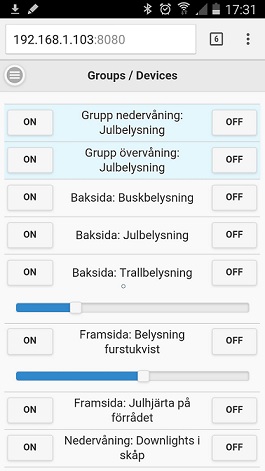 17:31
192.168.1.103:8080
6
Groups / Devices
ON Grupp nedervåning: OFF
Julbelysning
ON Grupp övervåning: OFF
Julbelysning
ON Baksida: Buskbelysning OFF
ON Baksida: Julbelysning OFF
ON Baksida: Trallbelysning OFF
ON Framsida: Belysning OFF
furstukvist
ON Framsida: Julhjärta på OFF
förrådet
ON Nedervåning: Downlights i OFF
skåp